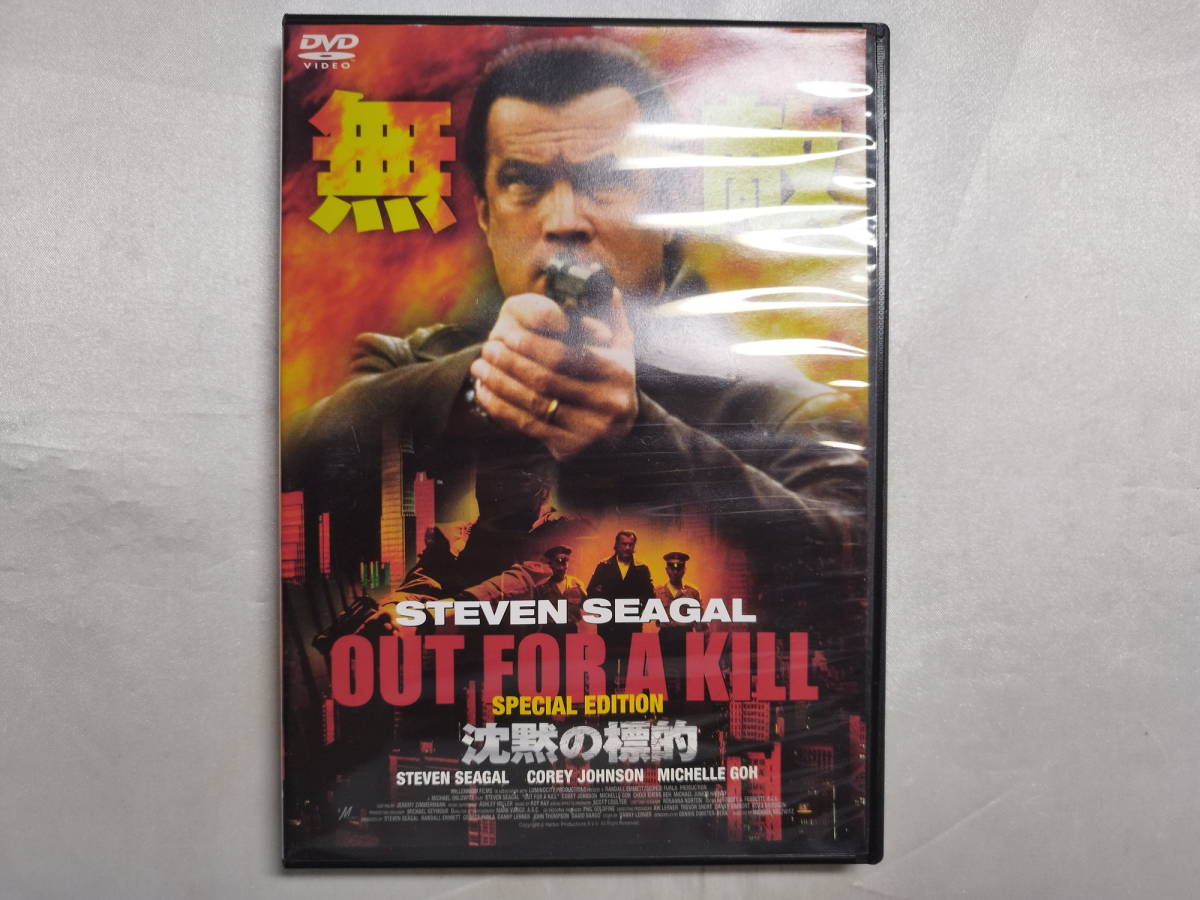 DVD
VIDEO
無敵
STEVEN SEAGAL
OUT FOR A KILL
SPECIAL EDITION
沈黙の標的
STEVEN SEAGAL COREY JOHNSON MICHELLE GOH